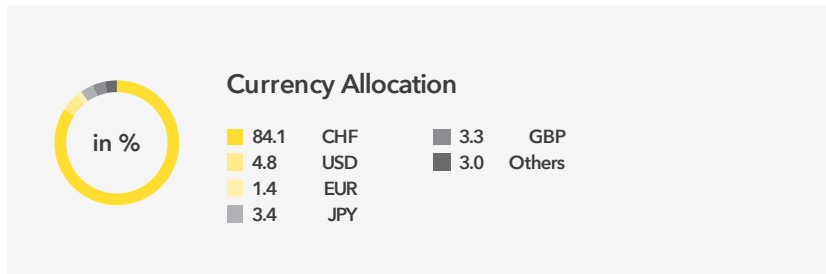 Currency Allocation
in %
84.1 CHF
4.8 USD
1.4 EUR
3.4 JPY
3.3 GBP
3.0 Others